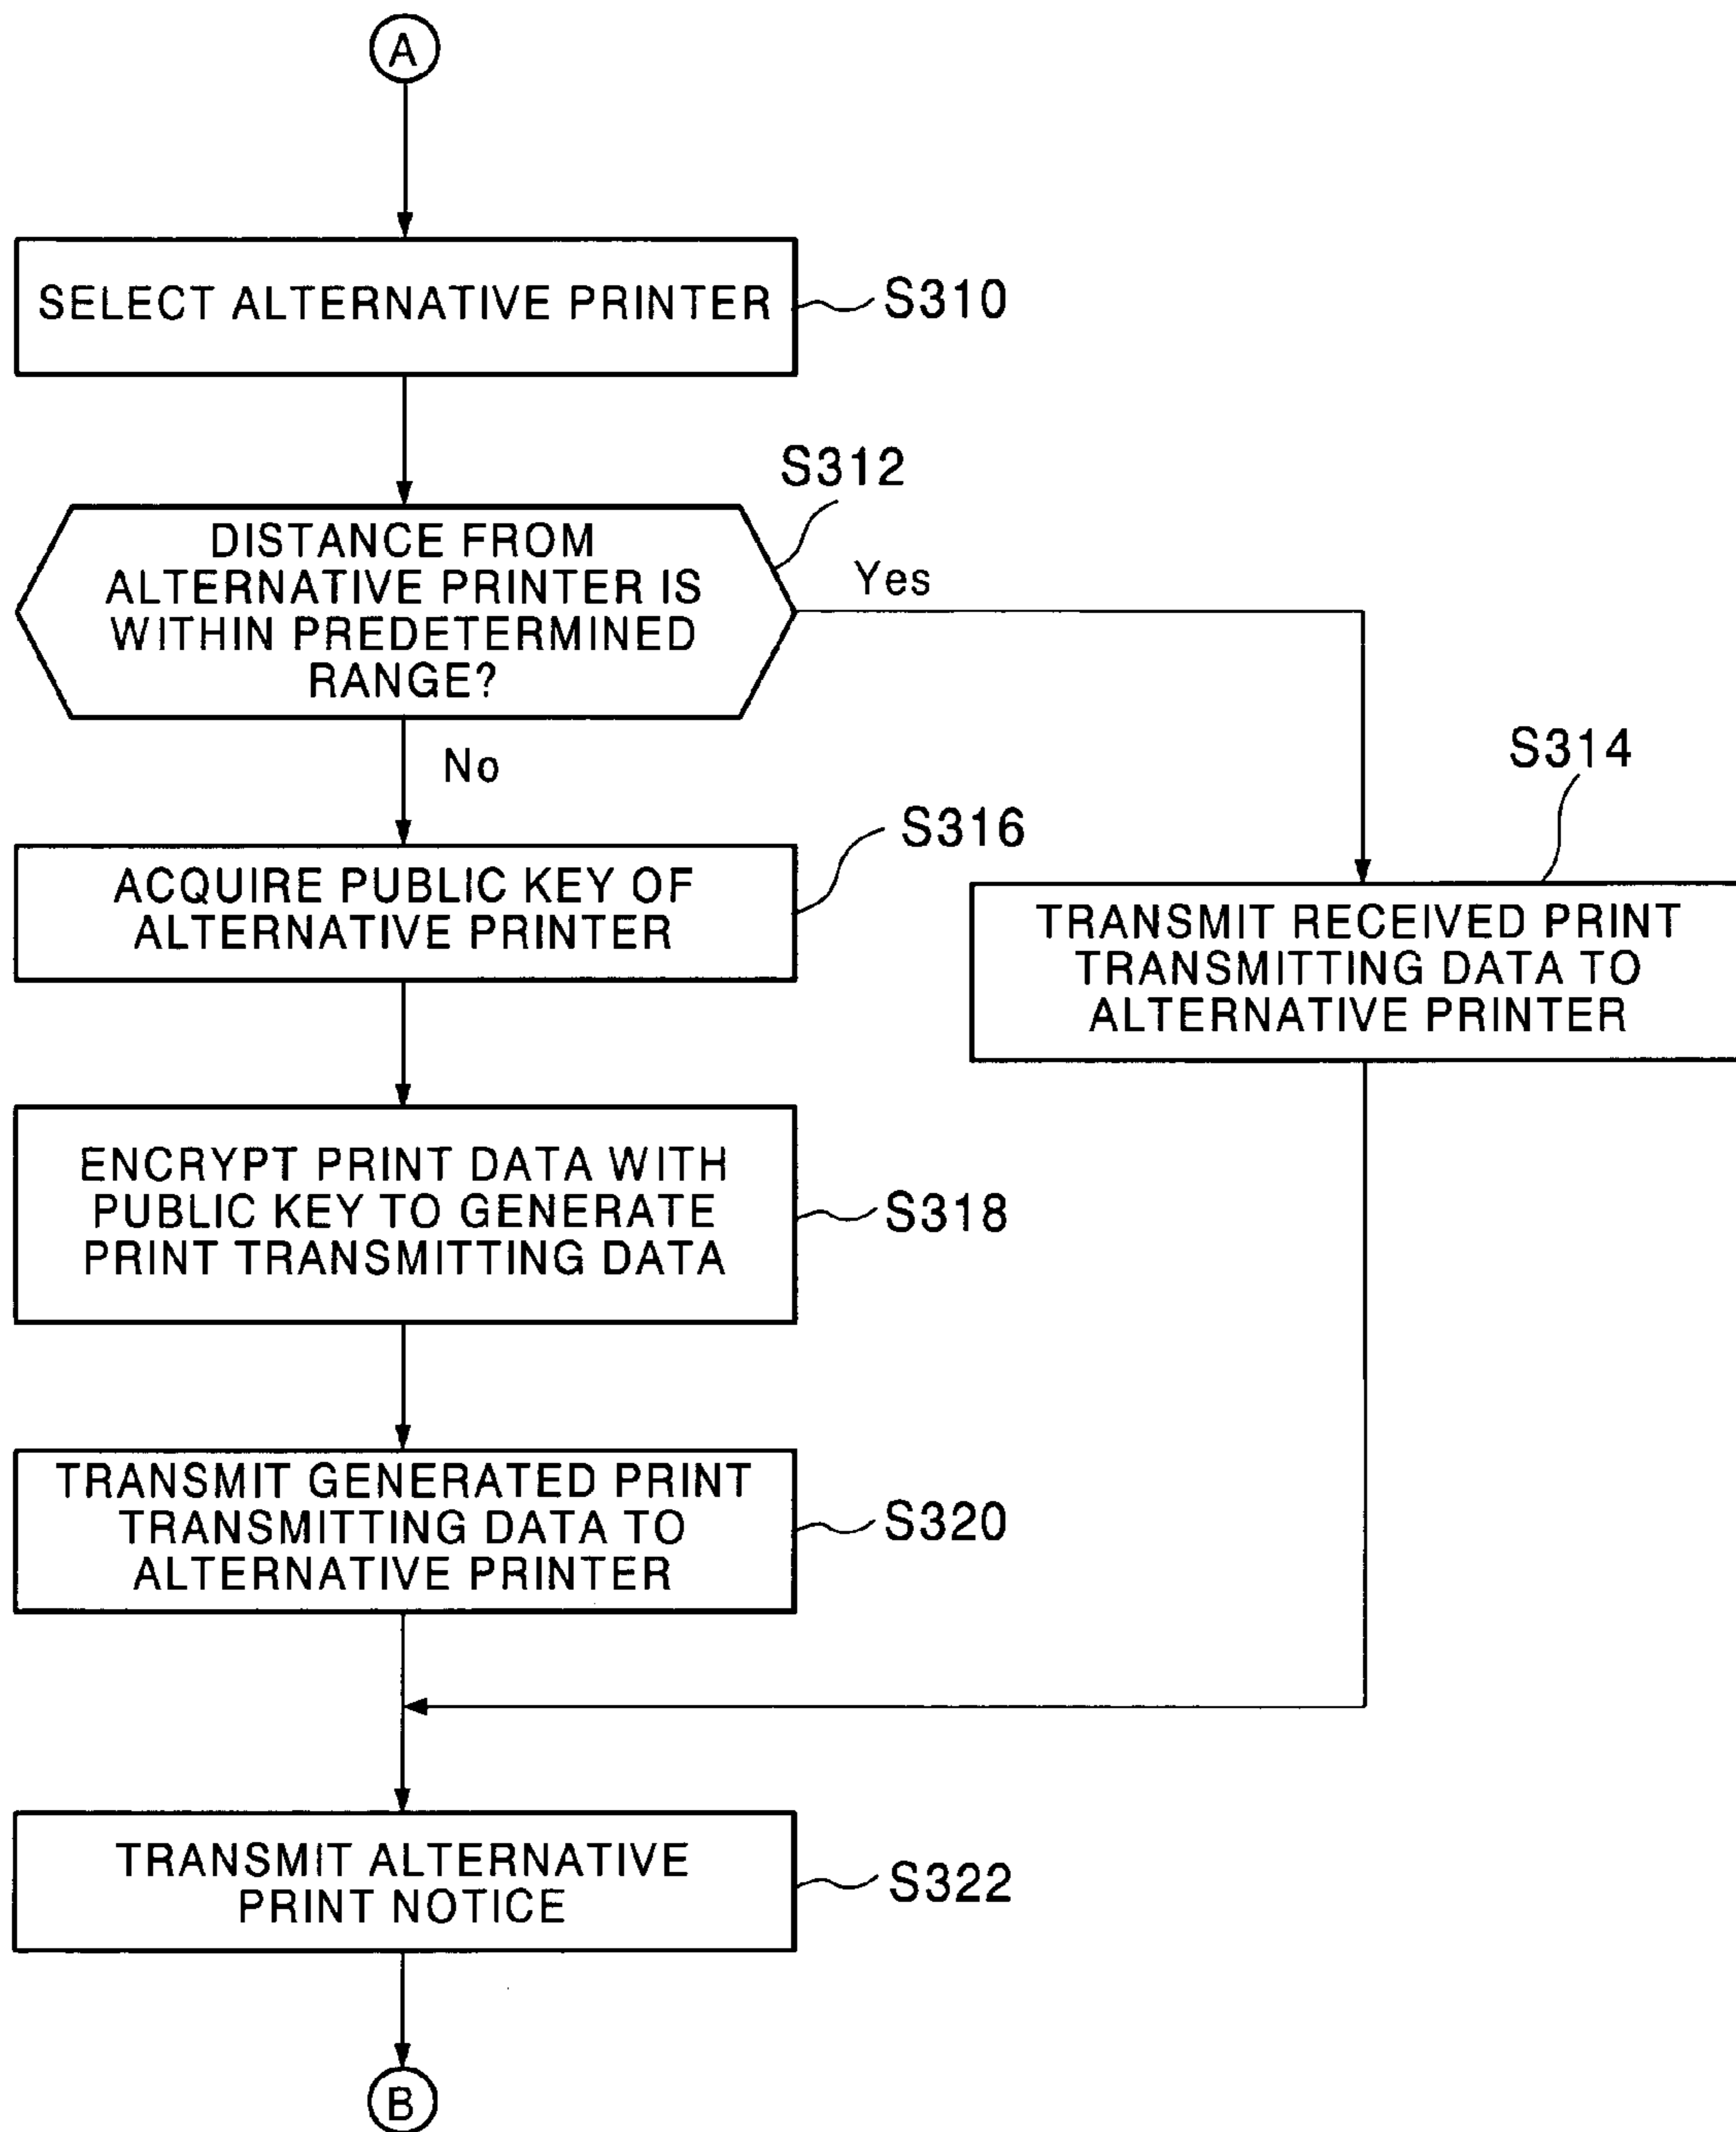 A
SELECT ALTERNATIVE PRINTER
S310
S312
DISTANCE FROM
ALTERNATIVE PRINTER IS
WITHIN PREDETERMINED
RANGE?
Yes
No
S314
S316
ACQUIRE PUBLIC KEY OF
ALTERNATIVE PRINTER
TRANSMIT RECEIVED PRINT
TRANSMITTING DATA TO
ALTERNATIVE PRINTER
ENCRYPT PRINT DATA WITH
PUBLIC KEY TO GENERATE
PRINT TRANSMITTING DATA
S318
TRANSMIT GENERATED PRINT
TRANSMITTING DATA TO
ALTERNATIVE PRINTER
S320
TRANSMIT ALTERNATIVE
PRINT NOTICE
S322
B